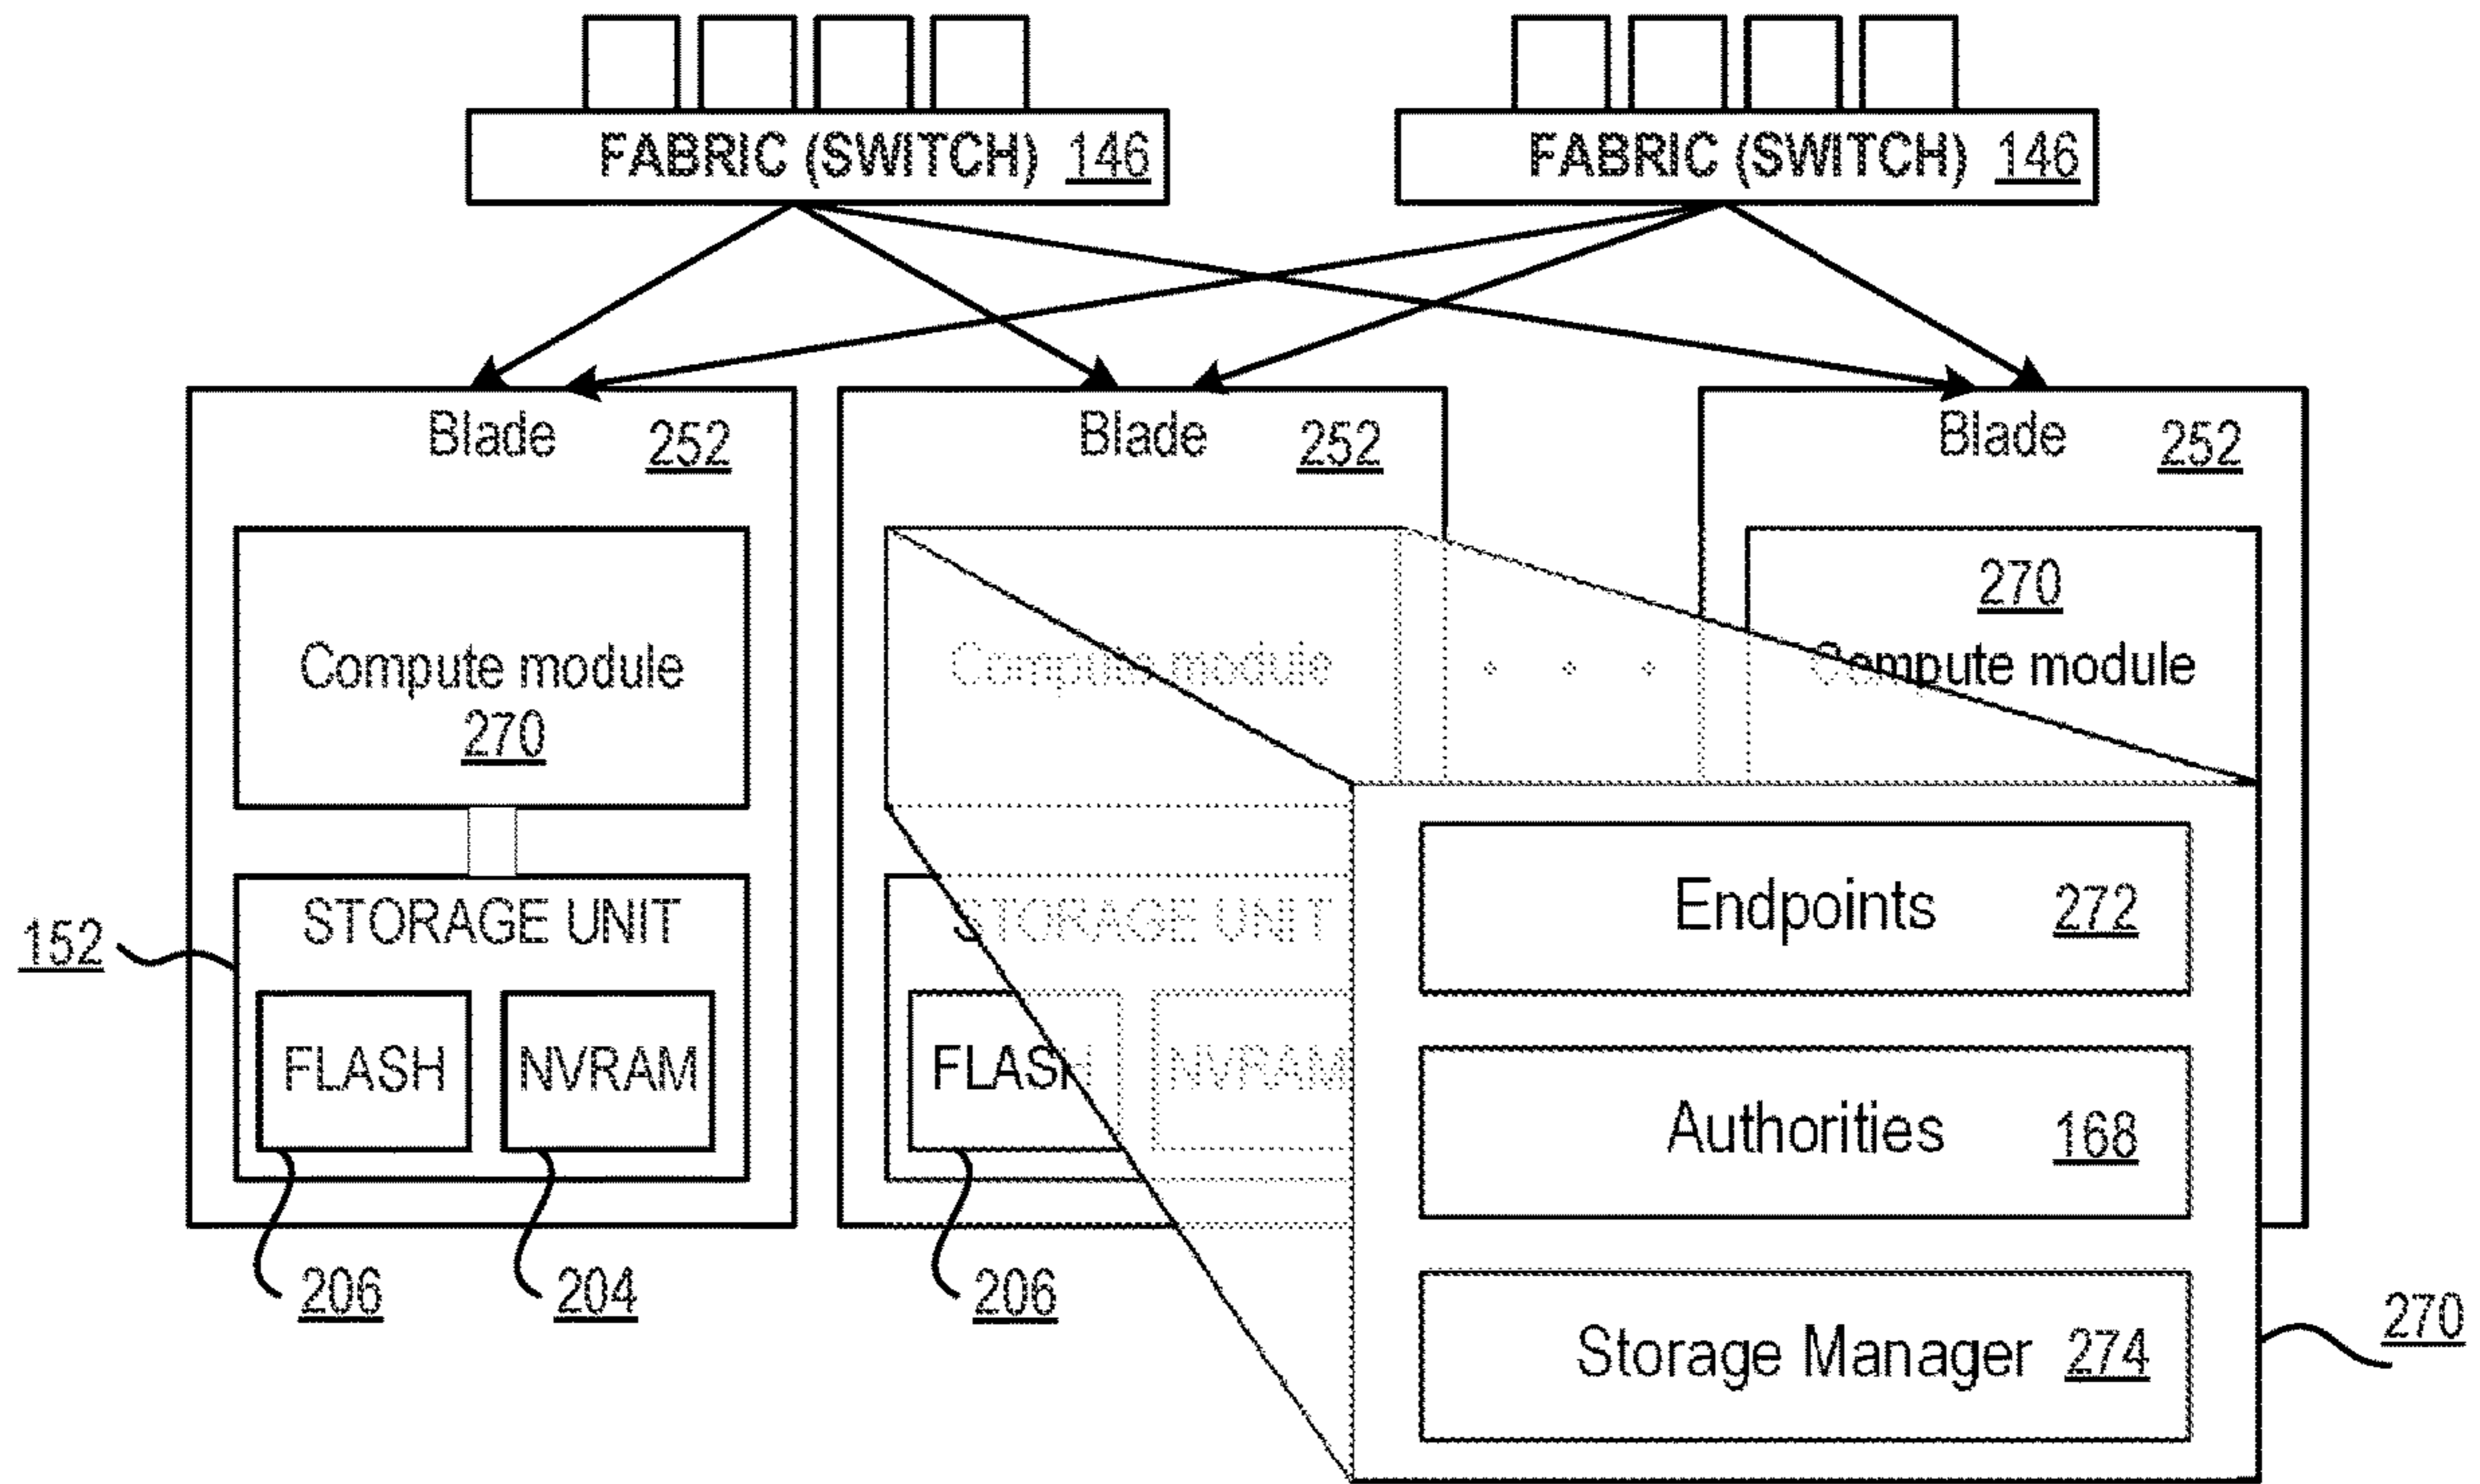 FABRIC (SWITCH) 146
FABRIC (SWITCH) 146
Blade 252
Blade 252
Blade 252
Compute module
270
Compute module
270
Compute module
STORAGE UNIT
152
FLASH
NVRAM
206
204
STORAGE UNIT
FLASH
NVRAM
206
Endpoints 272
Authorities 168
Storage Manager 274
270